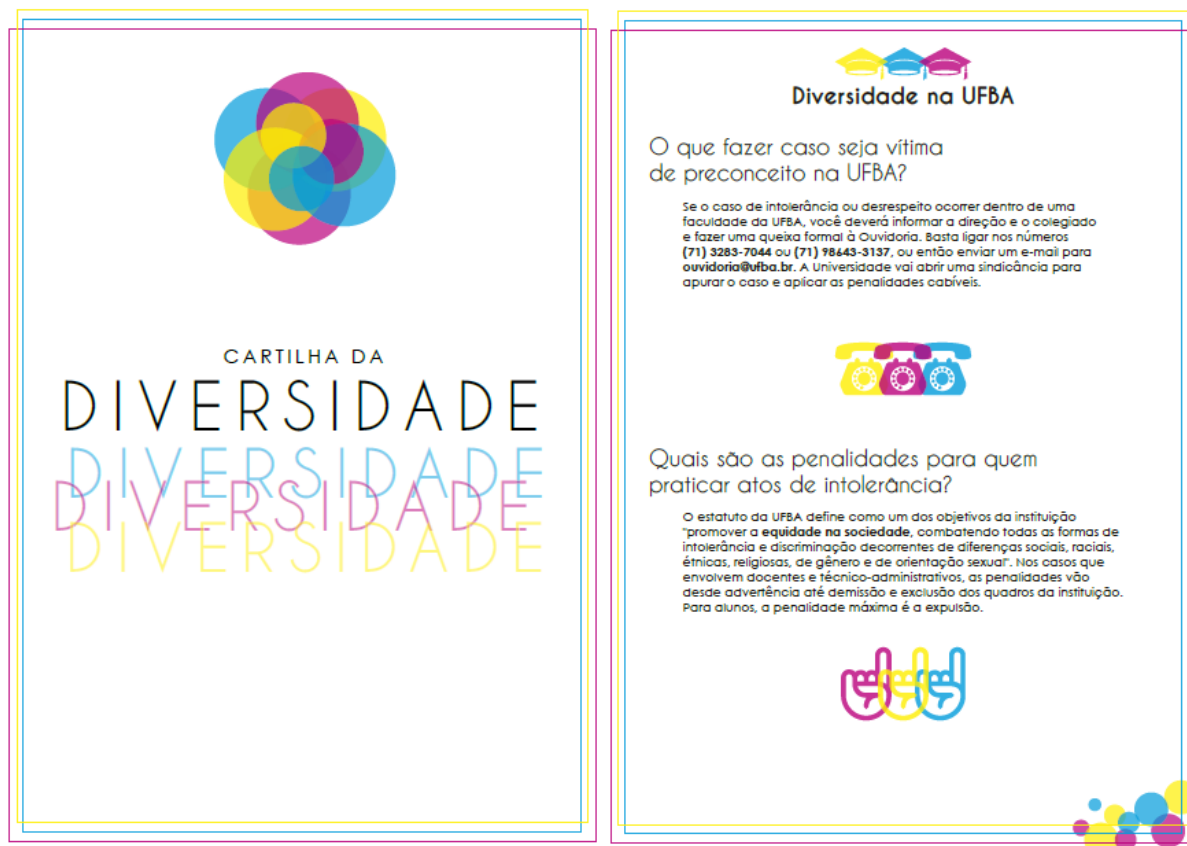 CARTILHA DA
DIVERSIDADE
DIVERSIDADE
DIVERSIDADE
DIVERSIDADE
Diversidade na UFBA
O que fazer caso seja vítima
de preconceito na UFBA?
Se o caso de intolerância ou desrespeito ocorrer dentro de uma
faculdade da UFBA, você deverá informar a direção e o colegiado
e fazer uma queixa formal à Ouvidoria. Basta ligar nos números
(71) 3283-7044 ou (71) 98643-3137, ou então enviar um e-mail para
ouvidoria@ufba.br. A Universidade vai abrir uma sindicância para
apurar o caso e aplicar as penalidades cabíveis.
Quais são as penalidades para quem
praticar atos de intolerância?
O estatuto da UFBA define como um dos objetivos da instituição
"promover a equidade na sociedade, combatendo todas as formas de
intolerância e discriminação decorrentes de diferenças sociais, raciais,
étnicas, religiosas, de gênero e de orientação sexual". Nos casos que
envolvem docentes e técnico-administrativos, as penalidades vão
desde advertência até demissão e exclusão dos quadros da instituição.
Para alunos, a penalidade máxima é a expulsão.